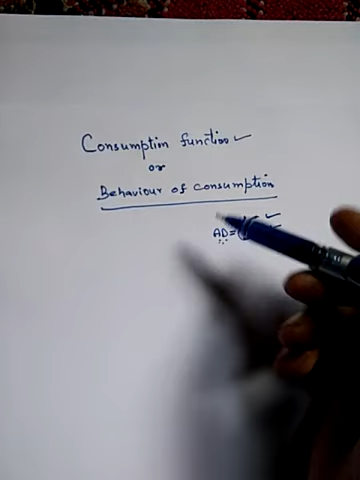 Consumption function ✓
or
Behaviour of consumption
AD =